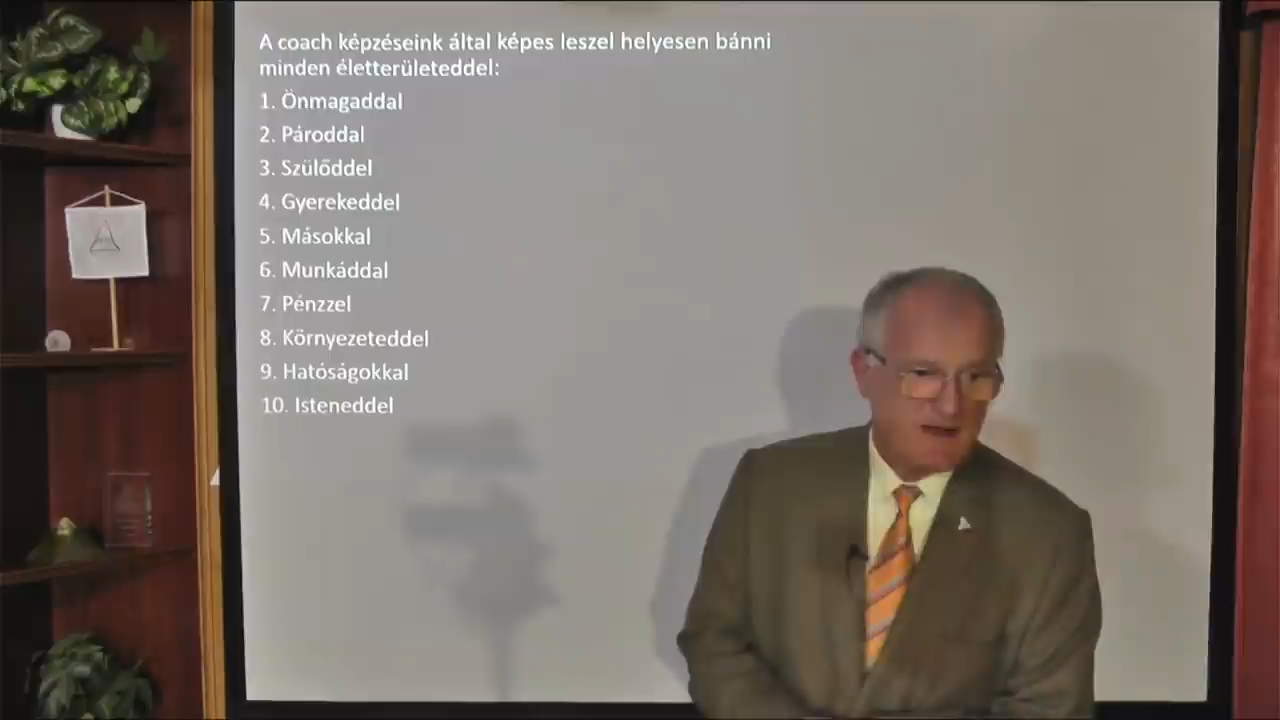 A coach képzéseink által képes leszel helyesen bánni
minden életterületeddel:
1. Önmagaddal
2. Pároddal
3. Szülőddel
4. Gyerekeddel
5. Másokkal
6. Munkáddal
7. Pénzzel
8. Környezeteddel
9. Hatóságokkal
10. Isteneddel